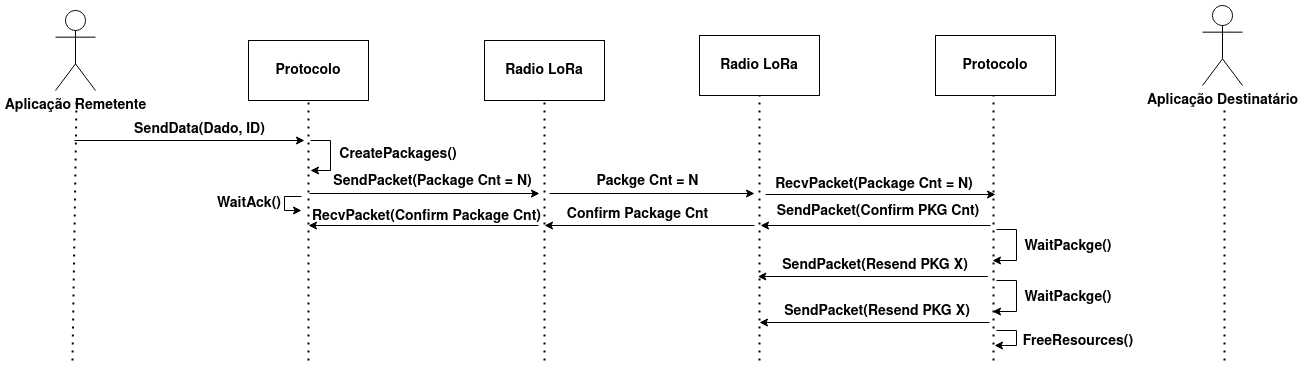 Protocolo
Radio LoRa
Radio LoRa
Protocolo
Aplicação Remetente
Aplicação Destinatário
SendData(Dado, ID)
CreatePackages()
SendPacket(Package Cnt = N)
Packge Cnt = N
RecvPacket(Package Cnt = N)
WaitAck()
RecvPacket(Confirm Package Cnt)
Confirm Package Cnt
SendPacket(Confirm PKG Cnt)
WaitPackge()
SendPacket(Resend PKG X)
WaitPackge()
SendPacket(Resend PKG X)
FreeResources()